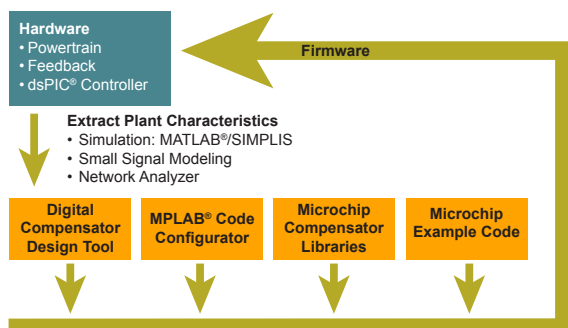 Hardware
• Powertrain
• Feedback
• dsPIC® Controller
Firmware
Extract Plant Characteristics
• Simulation: MATLAB®/SIMPLIS
• Small Signal Modeling
• Network Analyzer
Digital
Compensator
Design Tool
MPLAB® Code
Configurator
Microchip
Compensator
Libraries
Microchip
Example Code